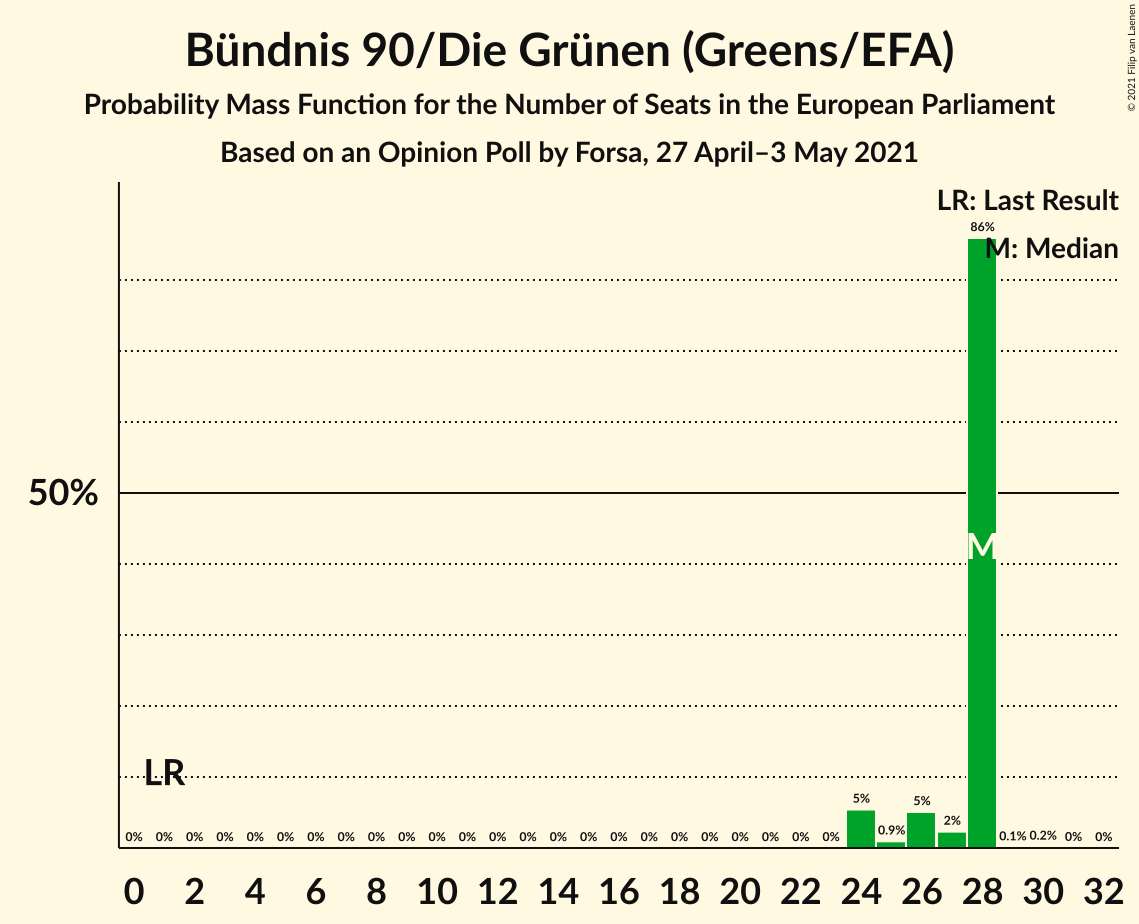 Bündnis 90/Die Grünen (Greens/EFA)
Probability Mass Function for the Number of Seats in the European Parliament
Based on an Opinion Poll by Forsa, 27 April–3 May 2021
© 2021 Filip van Laenen
LR: Last Result
M: Median
86%
50%
M
LR
0% 0% 0% 0% 0% 0% 0% 0% 0% 0% 0% 0% 0% 0% 0% 0% 0% 0% 0% 0% 0% 0% 0% 0% 5% 0.9% 5% 2% 0.1% 0.2% 0% 0%
0 2 4 6 8 10 12 14 16 18 20 22 24 26 28 30 32